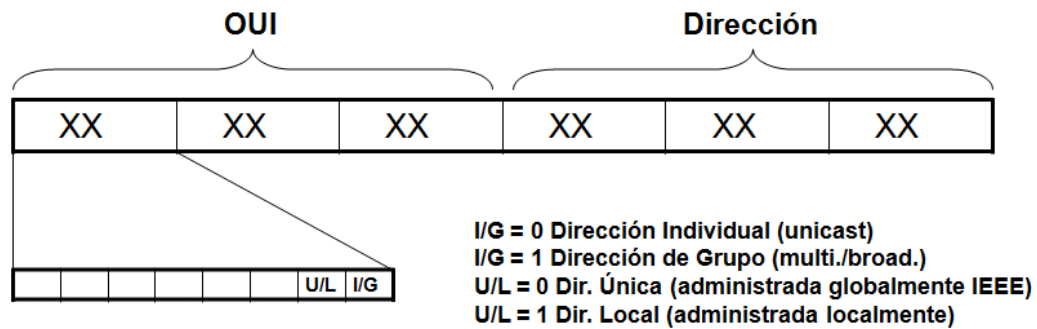 OUI Dirección
XX XX XX XX XX XX
I/G = 0 Dirección Individual (unicast)
I/G = 1 Dirección de Grupo (multi./broad.)
U/L = 0 Dir. Única (administrada globalmente IEEE)
U/L = 1 Dir. Local (administrada localmente)
U/L I/G